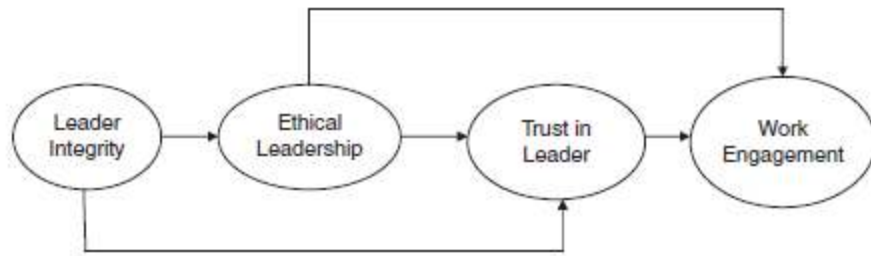 Leader
Integrity
Ethical
Leadership
Trust in
Leader
Work
Engagement